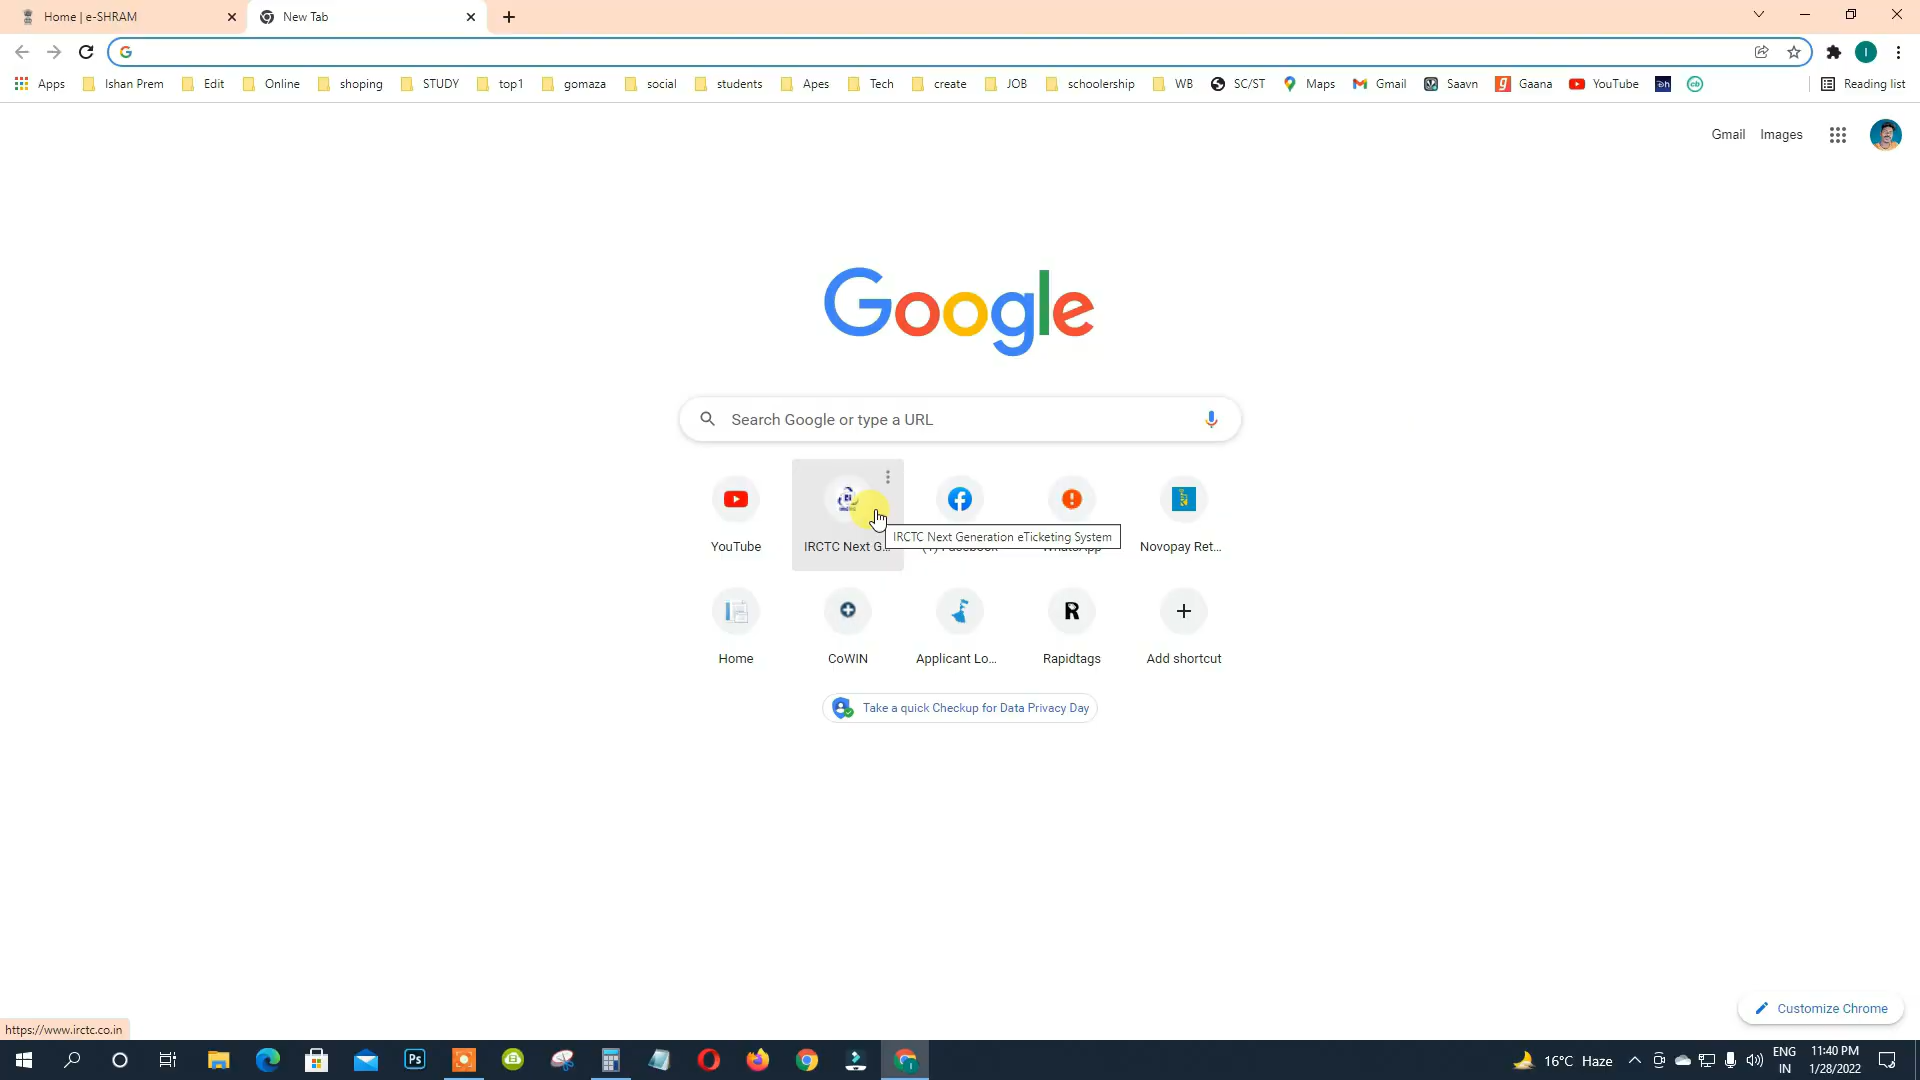 Home | e-SHRAM
New Tab
Apps
Ishan Prem
Edit
Online
shoping
STUDY
top1
gomaza
social
students
Apes
Tech
create
JOB
schoolership
WB
SC/ST
Maps
Gmail
Saavn
Gaana
YouTube
Reading list
Gmail
Images
Google
Search Google or type a URL
YouTube
IRCTC Next G...
IRCTC Next Generation eTicketing System
Novopay Ret...
Home
CoWIN
Applicant Lo...
Rapidtags
Add shortcut
Take a quick Checkup for Data Privacy Day
Customize Chrome
https://www.irctc.co.in
Ps
16°C Haze
ENG
IN
11:40 PM
1/28/2022